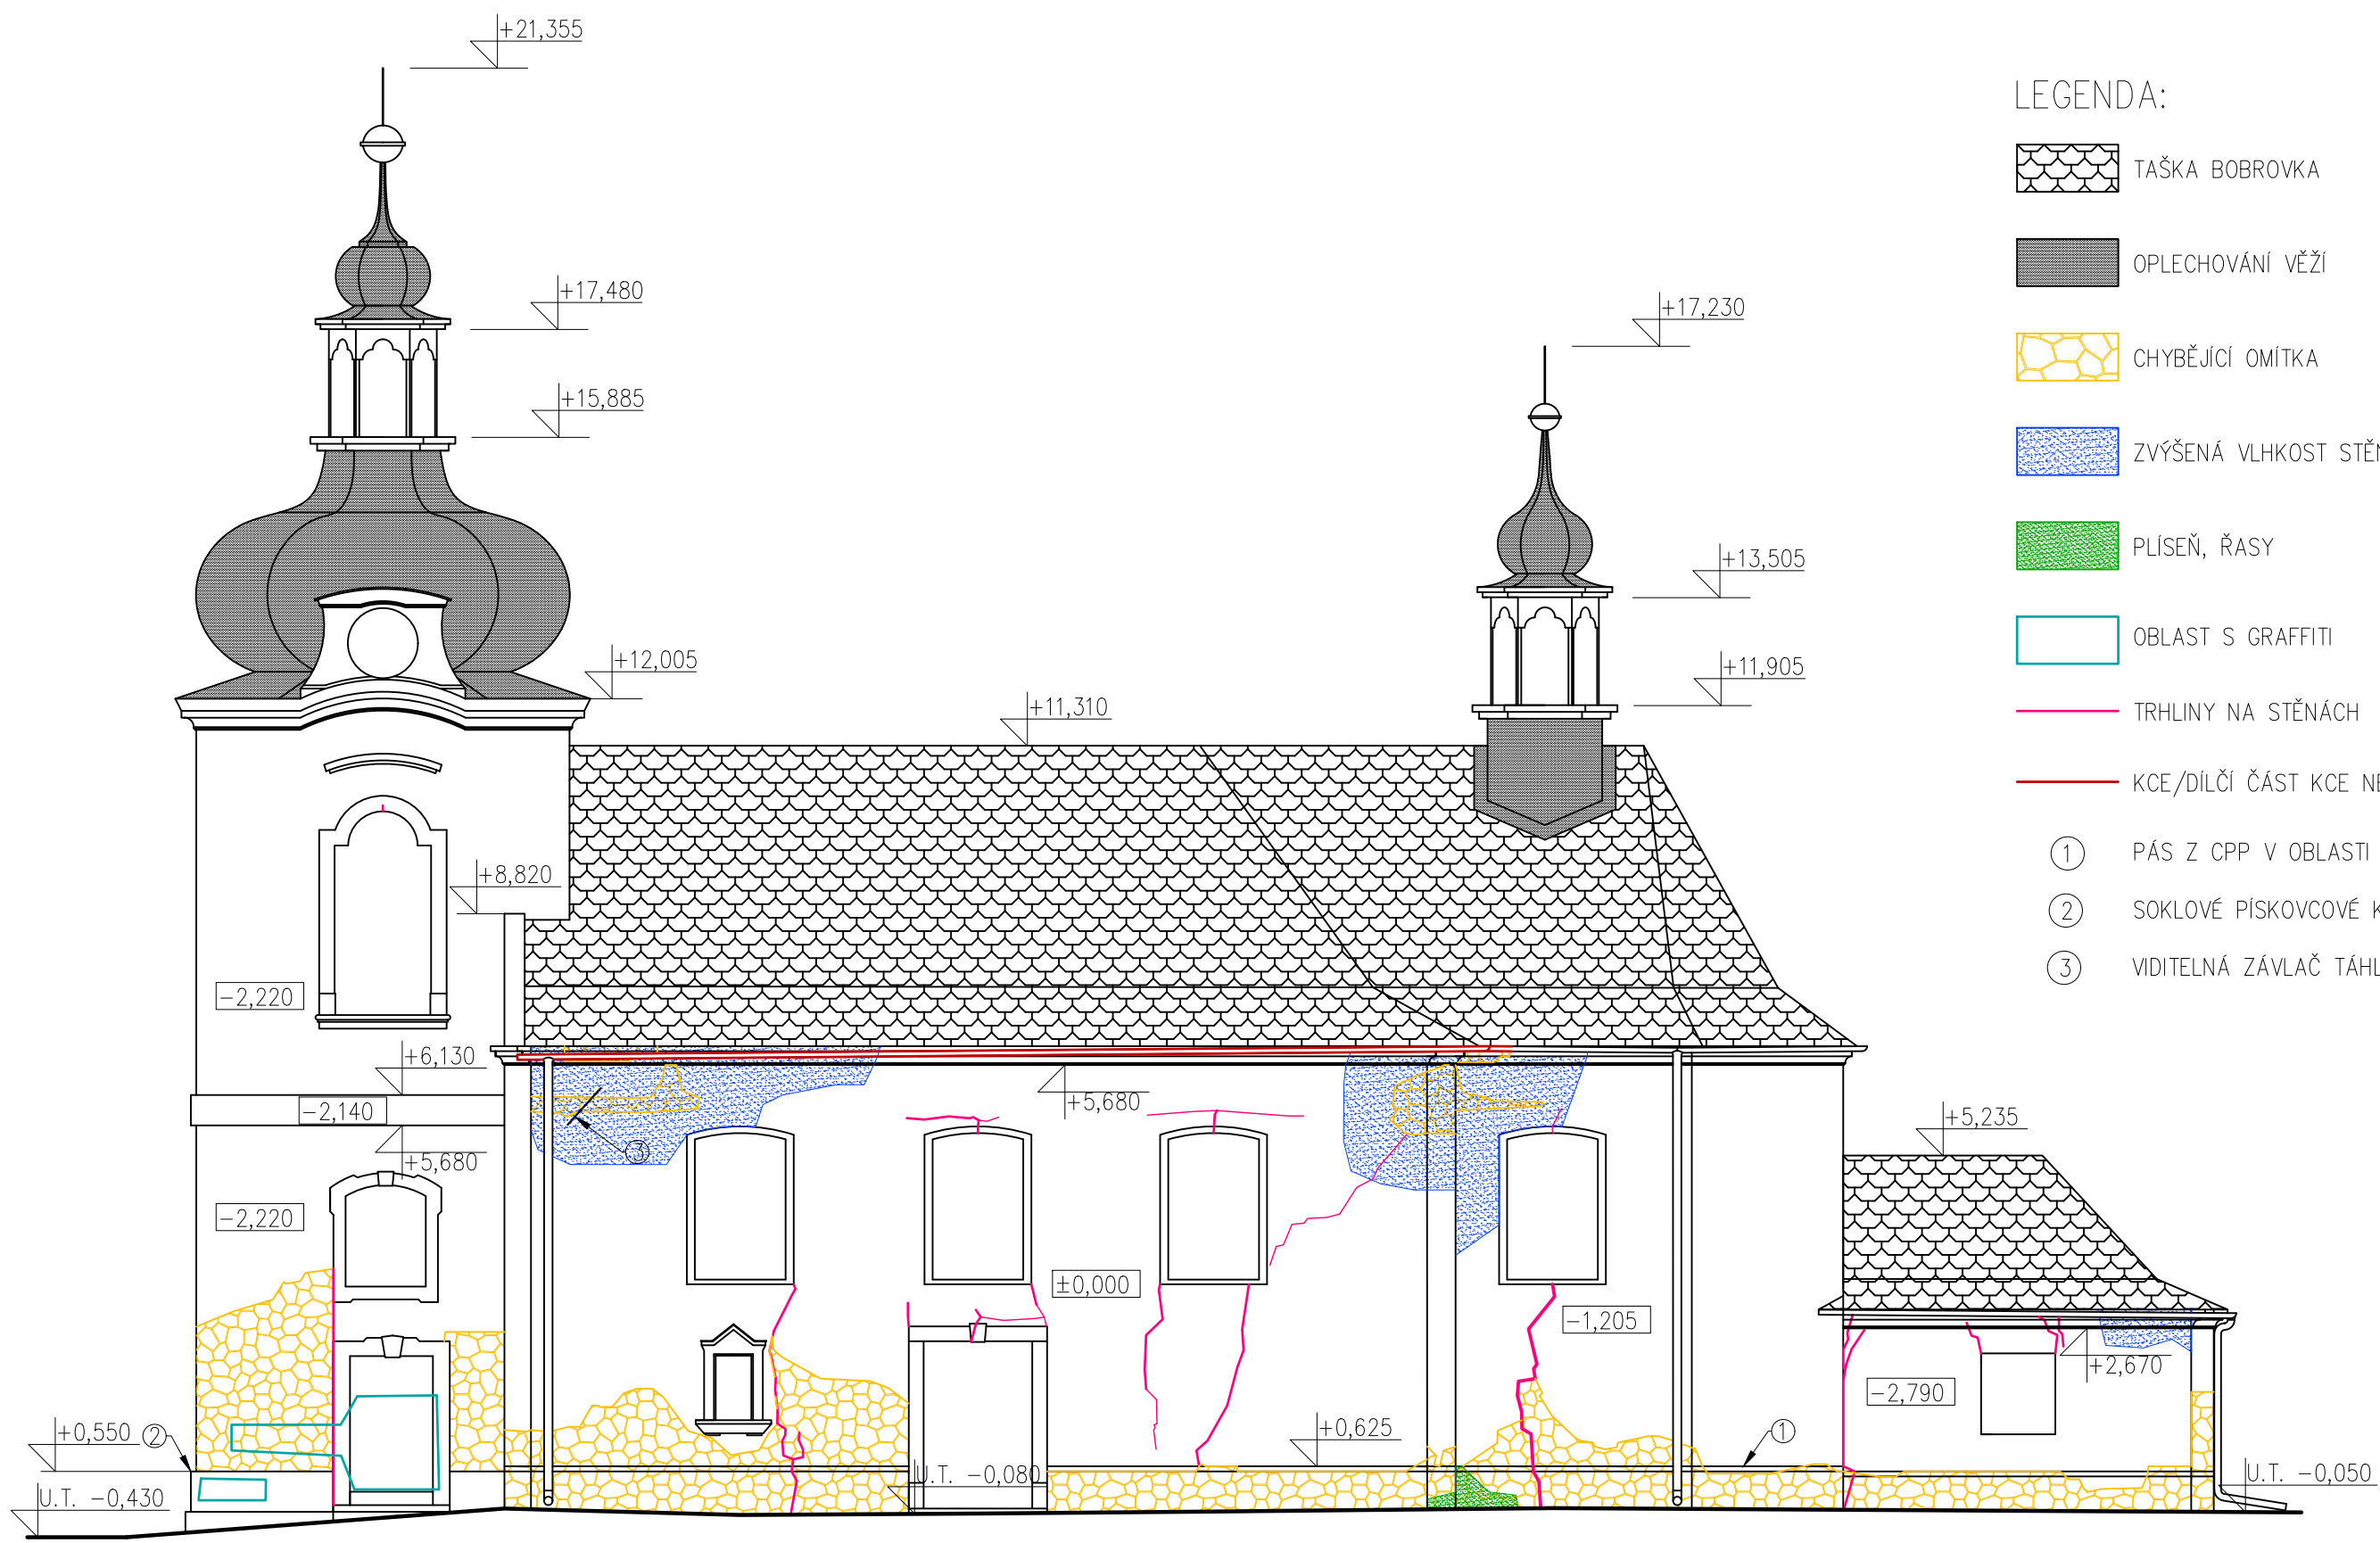 +21,355
+17,480
+17,230
+15,885
+13,505
+12,005
+11,905
+11,310
+8,820
-2,220
+6,130
-2,140
+5,680
+5,680
+5,235
3
-2,220
±0,000
-1,205
+2,670
-2,790
+0,550
2
+0,625
1
U.T. -0,080
U.T. -0,430
U.T. -0,050
LEGENDA:
TAŠKA BOBROVKA
OPLECHOVÁNÍ VĚŽÍ
CHYBĚJÍCÍ OMÍTKA
ZVÝŠENÁ VLHKOST
PLÍSEŇ, ŘASY
OBLAST S GRAFFITI
TRHLINY NA STĚNÁCH
KCE/DÍLČÍ ČÁST KCE
1 PÁS Z CPP V OBLASTI
2 SOKLOVÉ PÍSKOVCOVÉ
3 VIDITELNÁ ZÁVLAČ